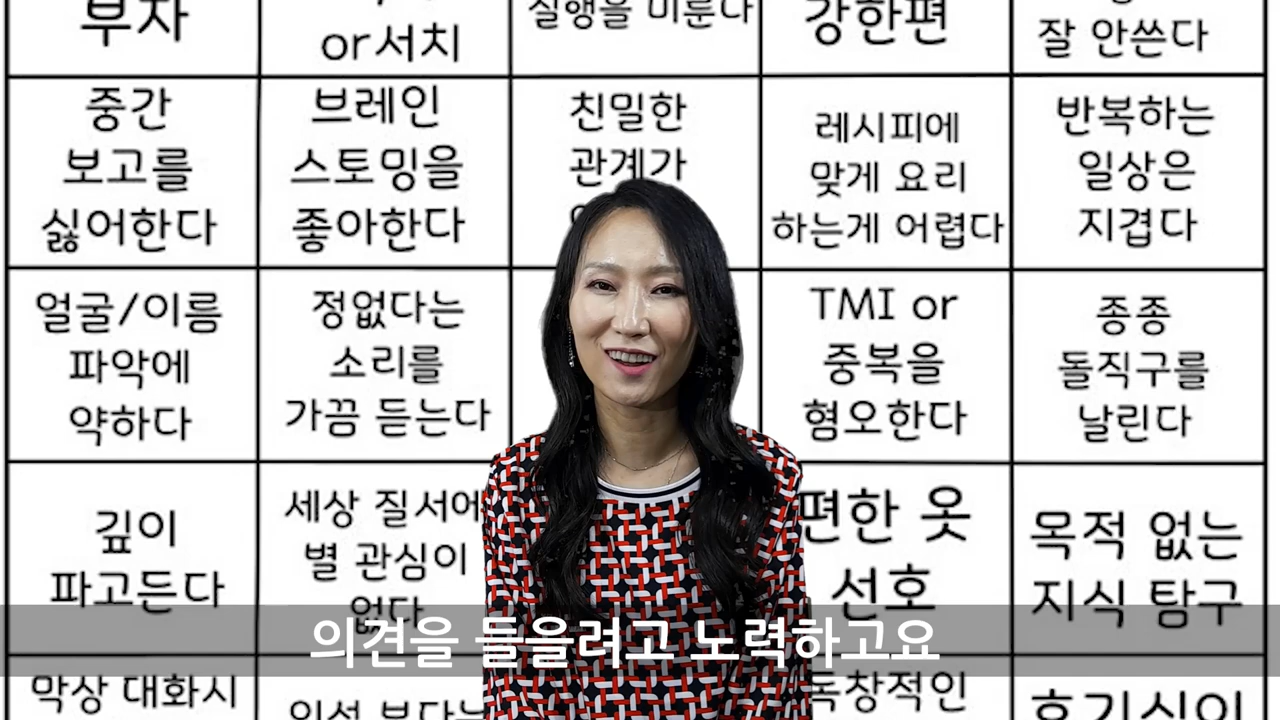 부자
or서치
실행을 미룬다
강한편
잘 안쓴다
중간
보고를
싫어한다
브레인
스토밍을
좋아한다
친밀한
관계가
레시피에
맞게 요리
하는게 어렵다
반복하는
일상은
지겹다
얼굴/이름
파악에
약하다
정없다는
소리를
가끔 듣는다
TMI or
중복을
혐오한다
종종
돌직구를
날린다
깊이
파고든다
세상 질서에
별 관심이
없다
편한 옷
선호
목적 없는
지식 탐구
의견을 들을려고 노력하고요
막상 대화시
독창적인
호기심이